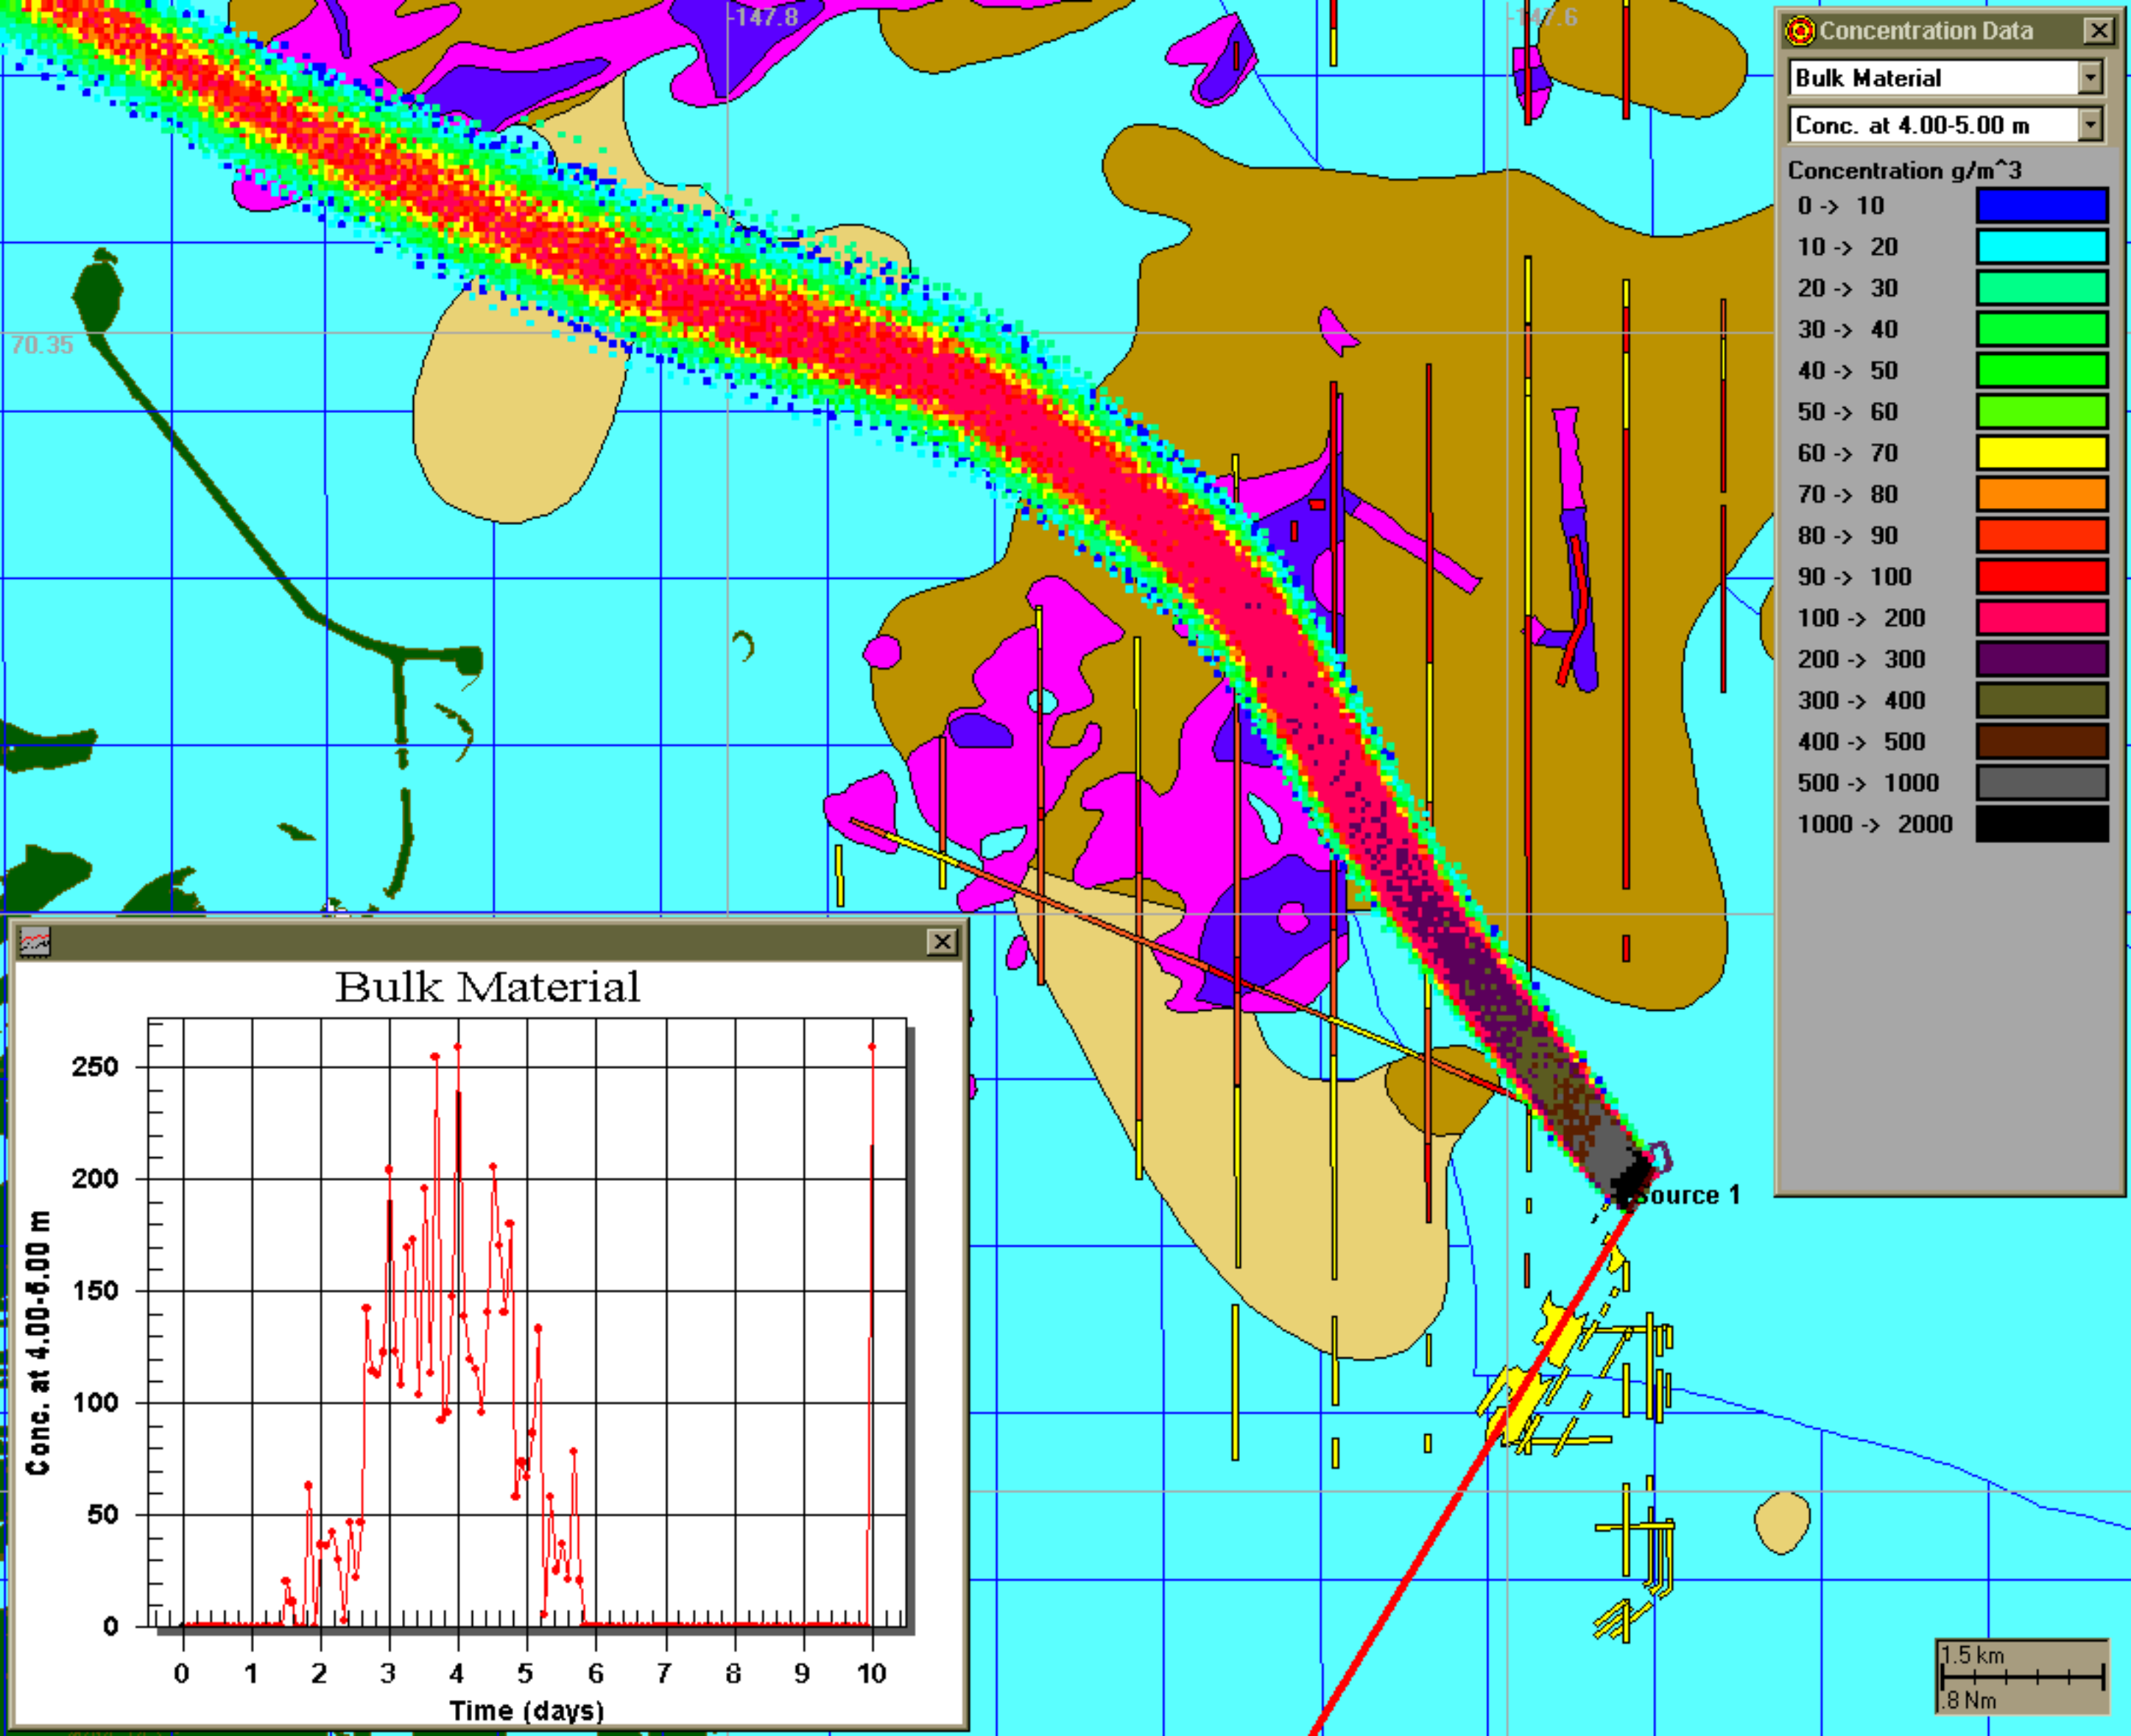 -147.8
-147.6
70.35
Source 1
Concentration Data
Bulk Material
Conc. at 4.00-5.00 m
Concentration g/m^3
0 -> 10
10 -> 20
20 -> 30
30 -> 40
40 -> 50
50 -> 60
60 -> 70
70 -> 80
80 -> 90
90 -> 100
100 -> 200
200 -> 300
300 -> 400
400 -> 500
500 -> 1000
1000 -> 2000
Bulk Material
Conc. at 4.00-5.00 m
250
200
150
100
50
0
0 1 2 3 4 5 6 7 8 9 10
Time (days)
1.5 km
.8 Nm